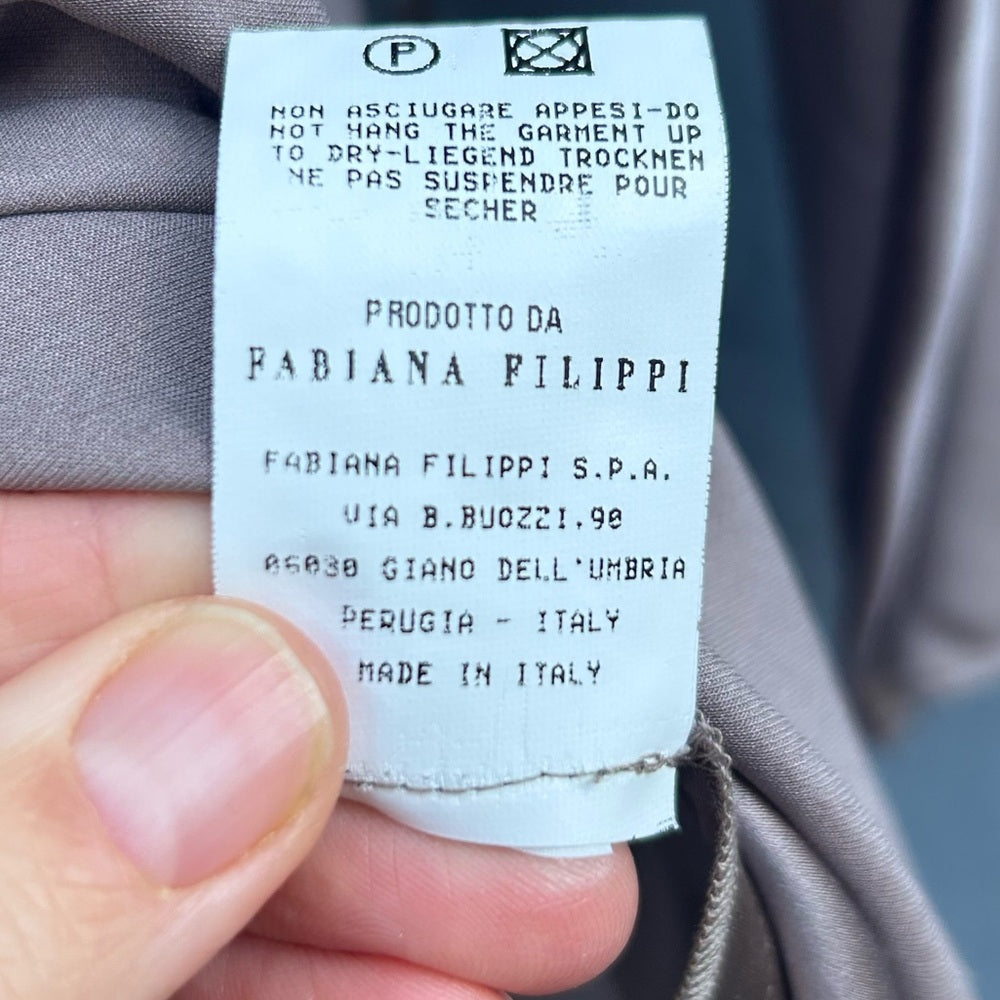 P
NON ASCIUGARE APPESI-DO
NOT HANG THE GARMENT UP
TO DRY-LIEGEND TROCKNEN
NE PAS SUSPENDRE POUR
SECHER
PRODOTTO DA
FABIANA FILIPPI
FABIANA FILIPPI S.P.A.
VIA B.BUOZZI.90
06030 GIANO DELL'UMBRIA
PERUGIA - ITALY
MADE IN ITALY